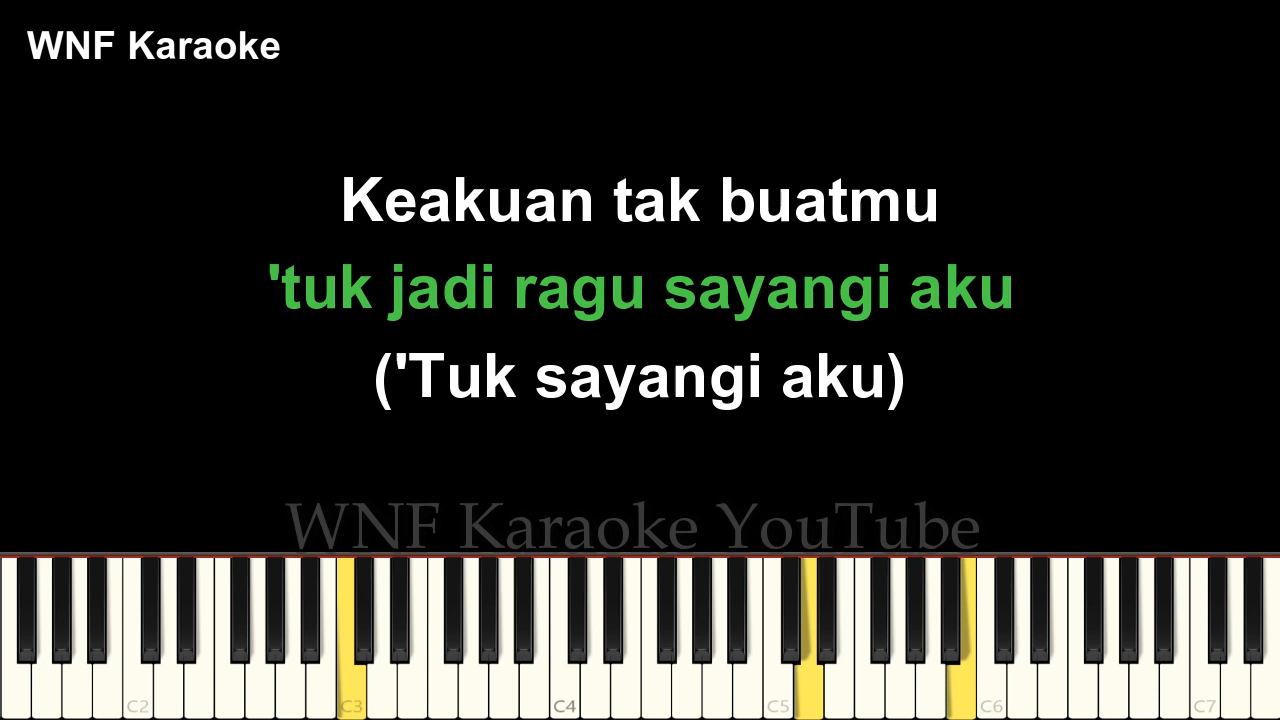 WNF Karaoke
Keakuan tak buatmu
'tuk jadi ragu sayangi aku
('Tuk sayangi aku)
WNF Karaoke YouTube
C2 C3 C4 C5 C6 C7